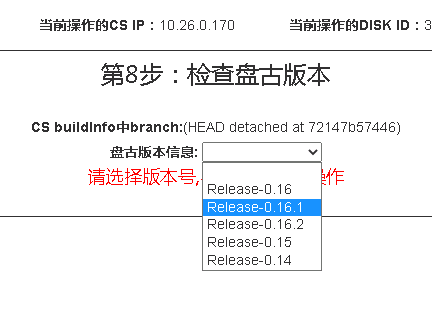 当前操作的CS IP：10.26.0.170 当前操作的DISK ID：3
第8步：检查盘古版本
CS buildInfo中branch:(HEAD detached at 72147b57446)
盘古版本信息:
请选择版本号, 操作
Release-0.16
Release-0.16.1
Release-0.16.2
Release-0.15
Release-0.14